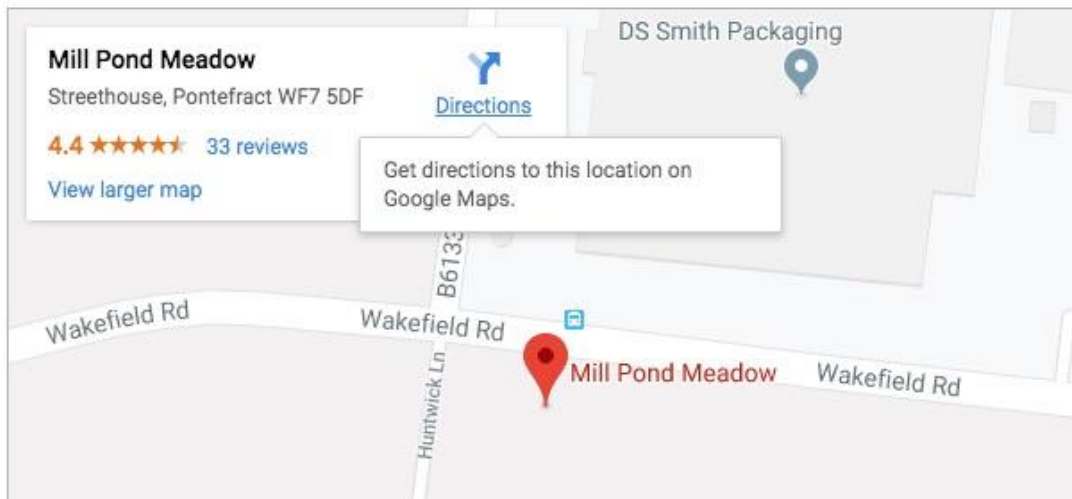 Mill Pond Meadow
Streethouse, Pontefract WF7 5DF
4.4
33 reviews
View larger map
Directions
Get directions to this location on
Google Maps.
DS Smith Packaging
B6133
Wakefield Rd
Wakefield Rd
Mill Pond Meadow
Wakefield Rd
Huntwick Ln